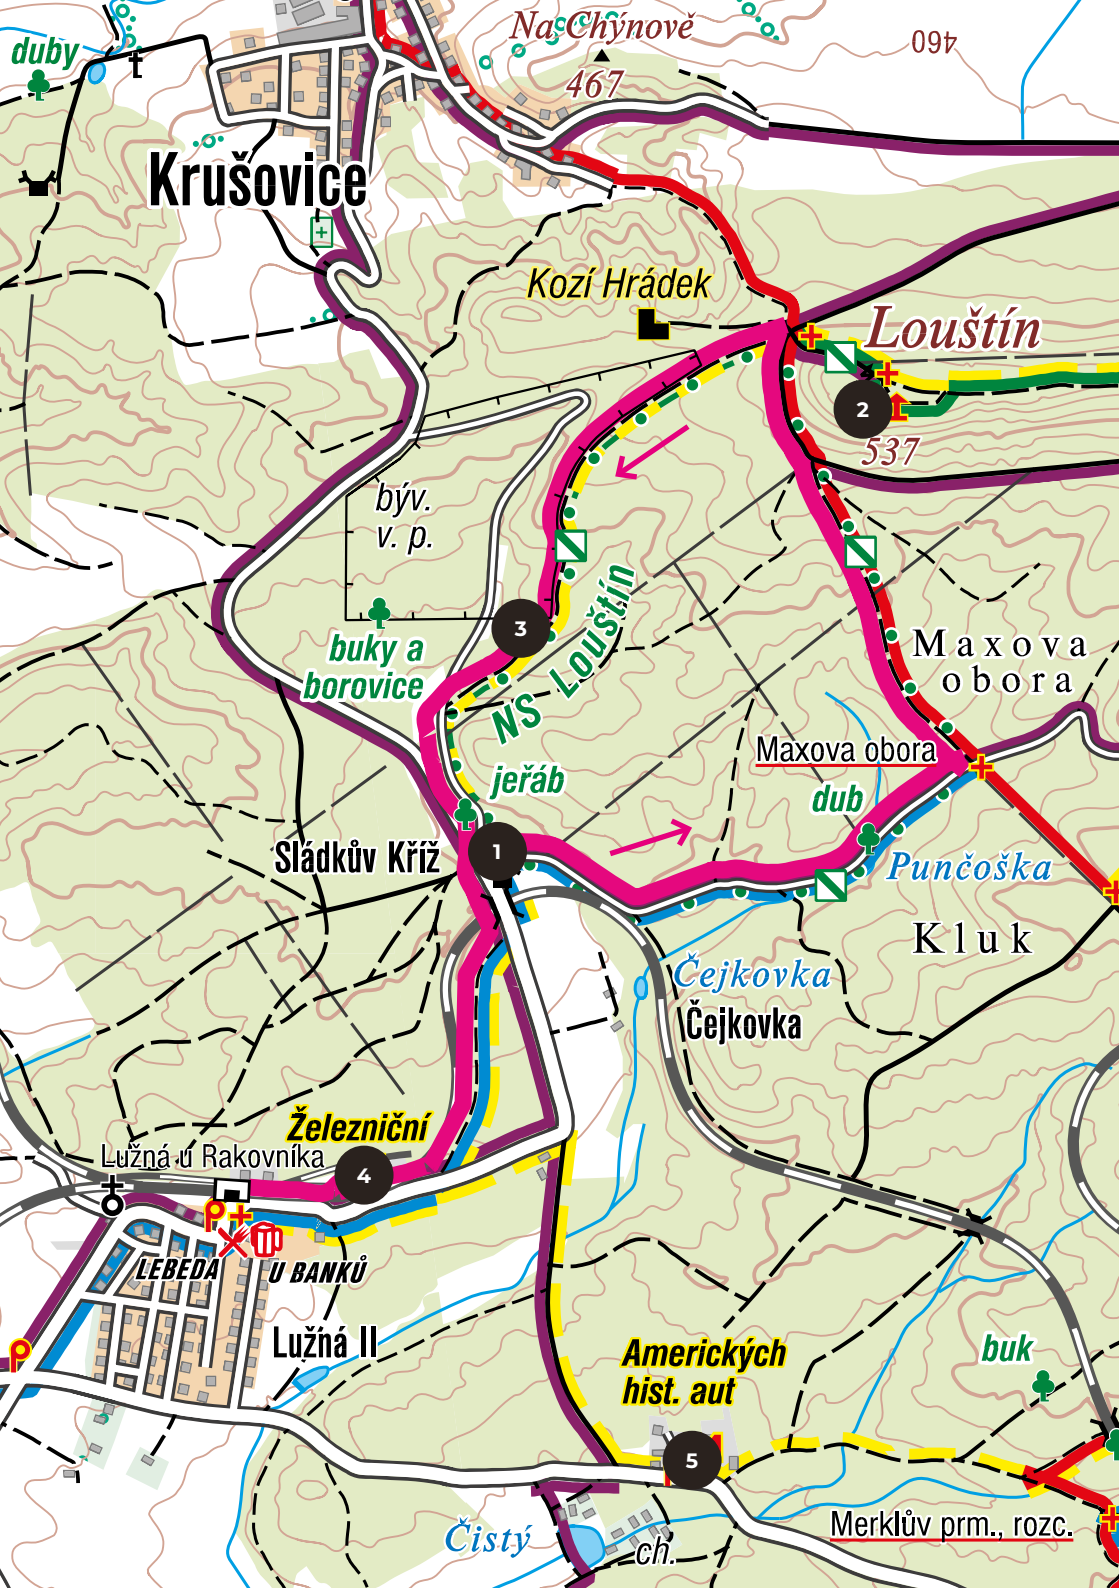 Na Chýnově
467
460
duby
Krušovice
Kozí Hrádek
Louštín
2
537
býv.
v. p.
3
NS Louštín
buky a
borovice
Maxova
obora
Maxova obora
jeřáb
dub
Sládkův Kříž
1
Punčoška
Kluk
Čejkovka
Čejkovka
Železniční
Lužná u Rakovníka
4
P
LEBEDA
U BANKŮ
Lužná II
P
buk
Amerických
hist. aut
5
Merklův prm., rozc.
Čistý
ch.